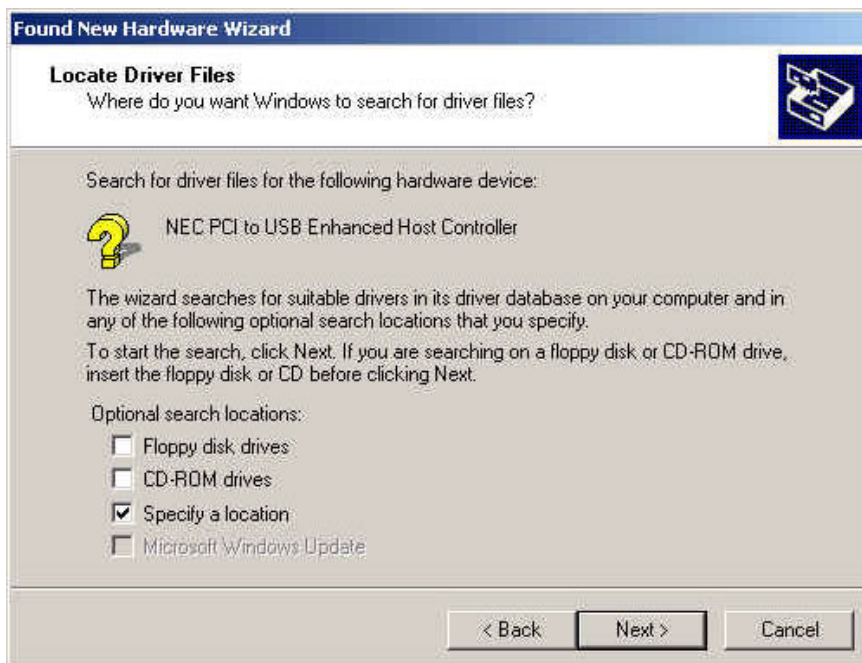 Found New Hardware Wizard
Locate Driver Files
Where do you want Windows to search for driver files?
Search for driver files for the following hardware device:
NEC PCI to USB Enhanced Host Controller
The wizard searches for suitable drivers in its driver database on your computer and in
any of the following optional search locations that you specify.
To start the search, click Next. If you are searching on a floppy disk or CD-ROM drive,
insert the floppy disk or CD before clicking Next.
Optional search locations:
Floppy disk drives
CD-ROM drives
Specify a location
Microsoft Windows Update
< Back Next > Cancel